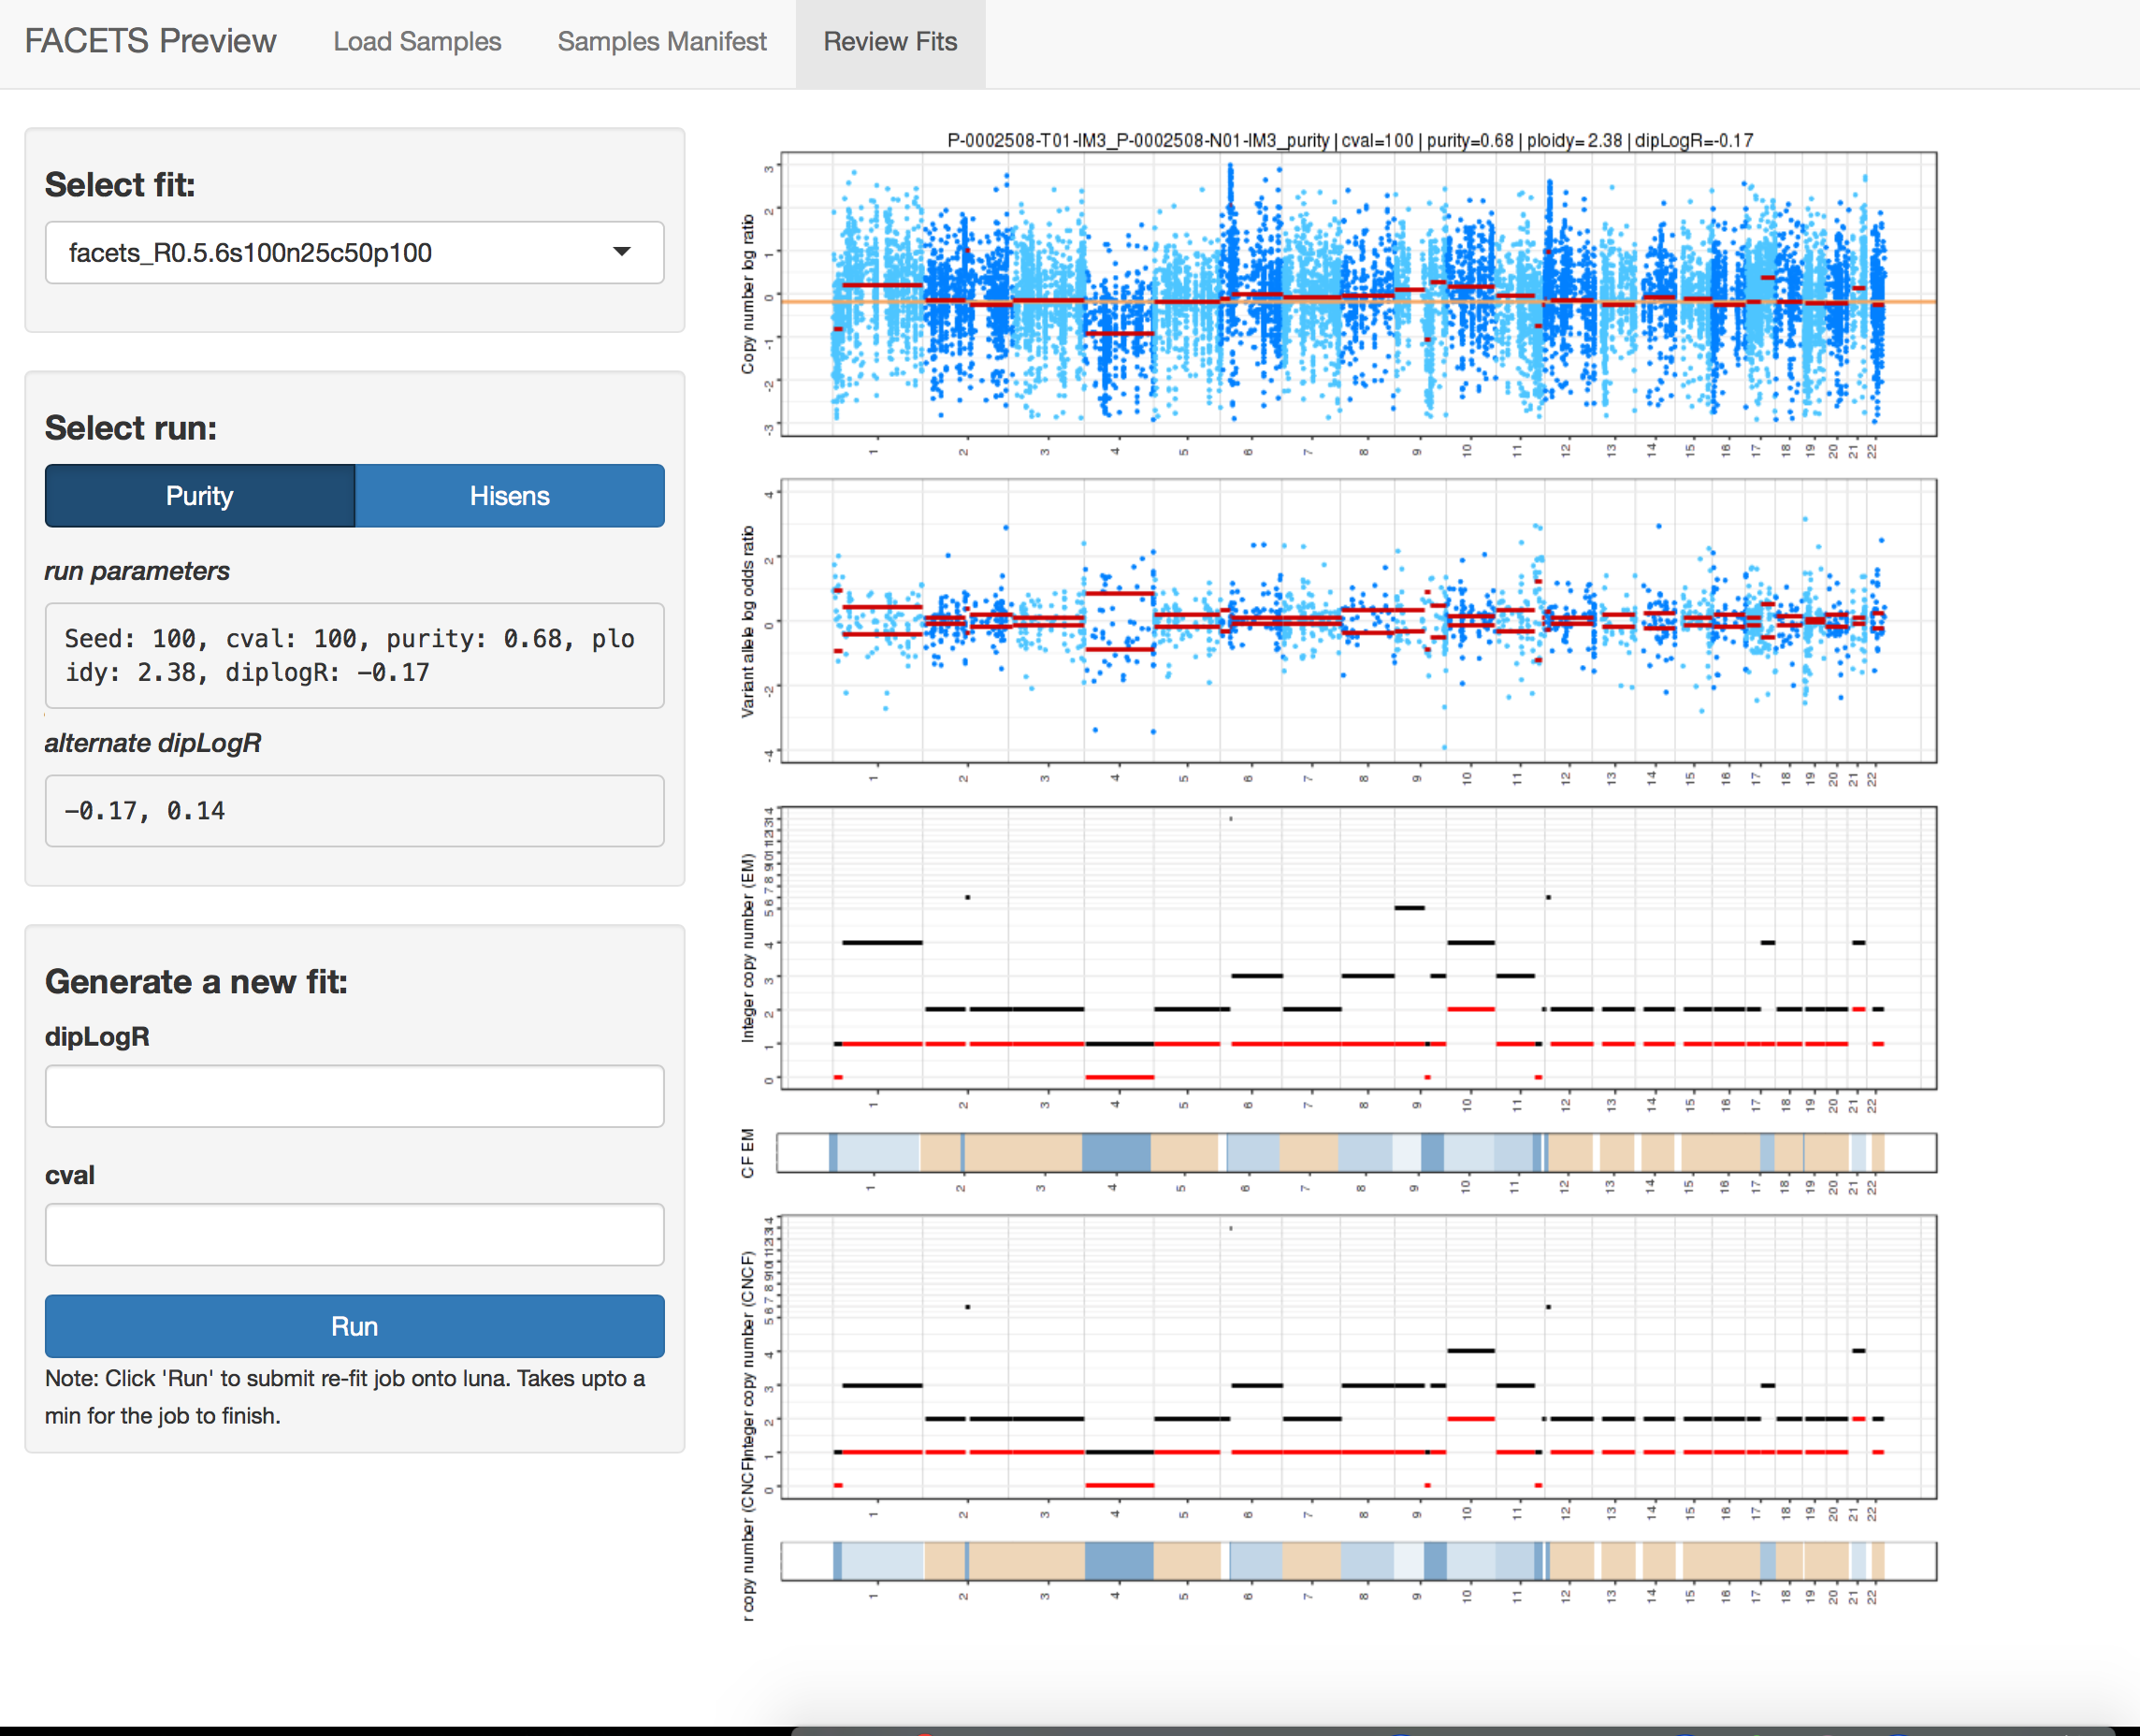 FACETS Preview Load Samples Samples Manifest Review Fits
Select fit:
facets_R0.5.6s100n25c50p100
Select run:
Purity Hisens
run parameters
Seed: 100, cval: 100, purity: 0.68, plo
idy: 2.38, diplogR: -0.17
alternate dipLogR
-0.17, 0.14
Generate a new fit:
dipLogR
cval
Run
Note: Click 'Run' to submit re-fit job onto luna. Takes upto a
min for the job to finish.
P-0002508-T01-IM3_P-0002508-N01-IM3_purity | cval=100 | purity=0.68 | ploidy= 2.38 | dipLogR=-0.17
Copy number log ratio
3
2
1
0
-1
-2
-3
1 2 3 4 5 6 7 8 9 10 11 12 13 14 15 16 17 18 19 20 21 22
Variant allele log odds ratio
4
2
0
-2
-4
1 2 3 4 5 6 7 8 9 10 11 12 13 14 15 16 17 18 19 20 21 22
Integer copy number (EM)
14
13
12
11
10
9
8
7
6
5
4
3
2
1
0
1 2 3 4 5 6 7 8 9 10 11 12 13 14 15 16 17 18 19 20 21 22
CF EM
1 2 3 4 5 6 7 8 9 10 11 12 13 14 15 16 17 18 19 20 21 22
Integer copy number (CNCF)
14
13
12
11
10
9
8
7
6
5
4
3
2
1
0
1 2 3 4 5 6 7 8 9 10 11 12 13 14 15 16 17 18 19 20 21 22
r copy number (CNCF)
1 2 3 4 5 6 7 8 9 10 11 12 13 14 15 16 17 18 19 20 21 22